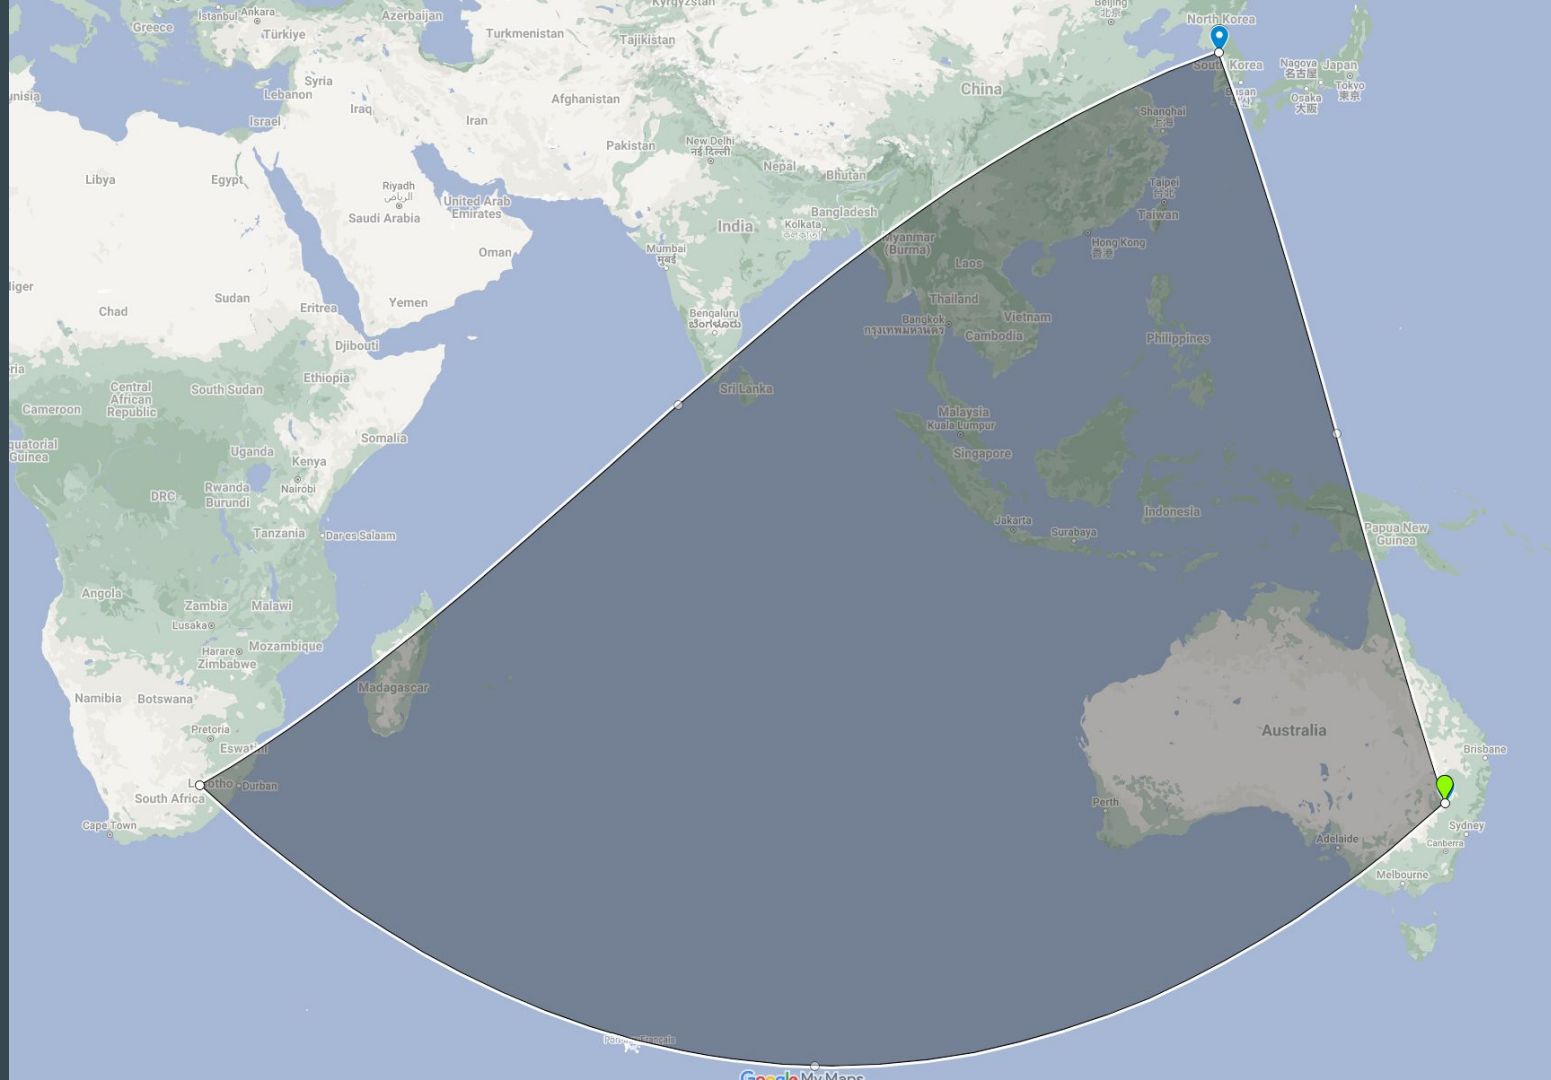 Kyrgyzstan
Beijing
北京
North Korea
Greece
Istanbul
Ankara
Türkiye
Azerbaijan
Turkmenistan
Tajikistan
South Korea
Busan
Nagoya
名古屋
Japan
Osaka
大阪
Tokyo
東京
China
Shanghai
上海
Syria
Lebanon
Israel
Iraq
Iran
Afghanistan
Pakistan
New Delhi
नई दिल्ली
Nepal
Bhutan
Bangladesh
Libya
Egypt
Riyadh
الرياض
Saudi Arabia
United Arab
Emirates
Oman
India
Kolkata
Mumbai
मुंबई
Myanmar
(Burma)
Laos
Taipei
台北
Taiwan
Hong Kong
香港
Chad
Sudan
Eritrea
Yemen
Djibouti
Bengaluru
ಬೆಂಗಳೂರು
Thailand
Bangkok
กรุงเทพมหานคร
Vietnam
Cambodia
Philippines
Sri Lanka
Central
African
Republic
South Sudan
Ethiopia
Cameroon
Somalia
Malaysia
Kuala Lumpur
Singapore
Guinea
Uganda
Kenya
Nairobi
DRC
Rwanda
Burundi
Tanzania
Dar es Salaam
Jakarta
Surabaya
Indonesia
Papua New
Guinea
Angola
Zambia
Malawi
Lusaka
Harare
Zimbabwe
Mozambique
Namibia
Botswana
Madagascar
Pretoria
Eswatini
Lesotho
Durban
South Africa
Cape Town
Australia
Brisbane
Perth
Adelaide
Sydney
Canberra
Melbourne
Google My Maps